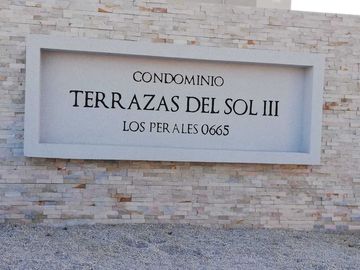 CONDOMINIO
TERRAZAS DEL SOL III
LOS PERALES 0665